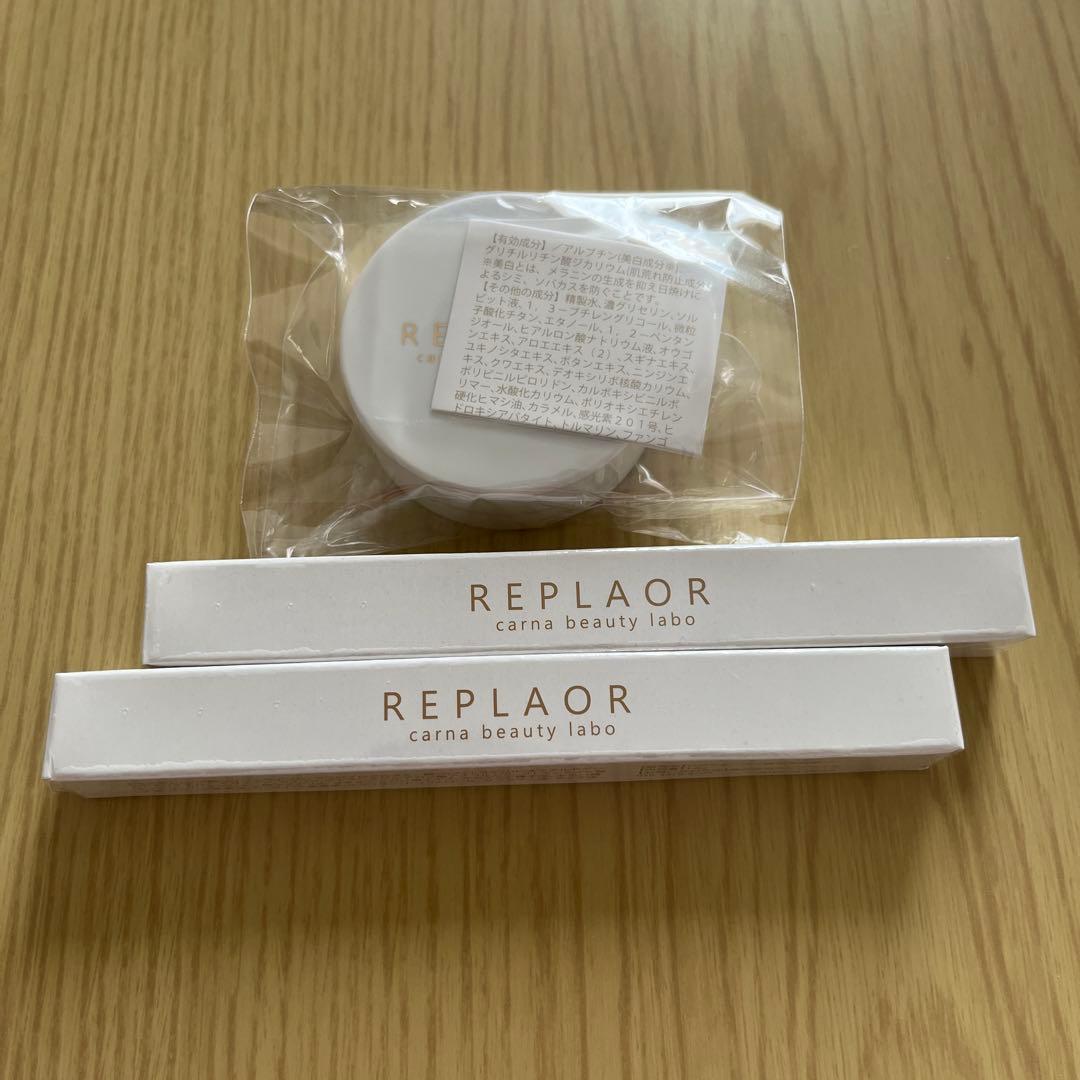 RE
ca
【有効成分】／アルブチン(美白成分※)、
グリチルリチン酸ジカリウム(肌荒れ防止成分)
※美白とは、メラニンの生成を抑え日焼けに
よるシミ、ソバカスを防ぐことです。
【その他の成分】精製水、濃グリセリン、ソル
ビット液、1，3－ブチレングリコール、微粒
子酸化チタン、エタノール、1，2－ペンタン
ジオール、ヒアルロン酸ナトリウム液、オウゴ
ンエキス、アロエエキス（2）、スギナエキス、
ユキノシタエキス、ボタンエキス、ニンジンエ
キス、クワエキス、デオキシリボ核酸カリウム、
ポリビニルピロリドン、カルボキシビニルポ
リマー、水酸化カリウム、ポリオキシエチレン
硬化ヒマシ油、カラメル、感光素201号、ヒ
ドロキシアパタイト、トルマリン、ファンゴ
REPLAOR
carna beauty labo
REPLAOR
carna beauty labo